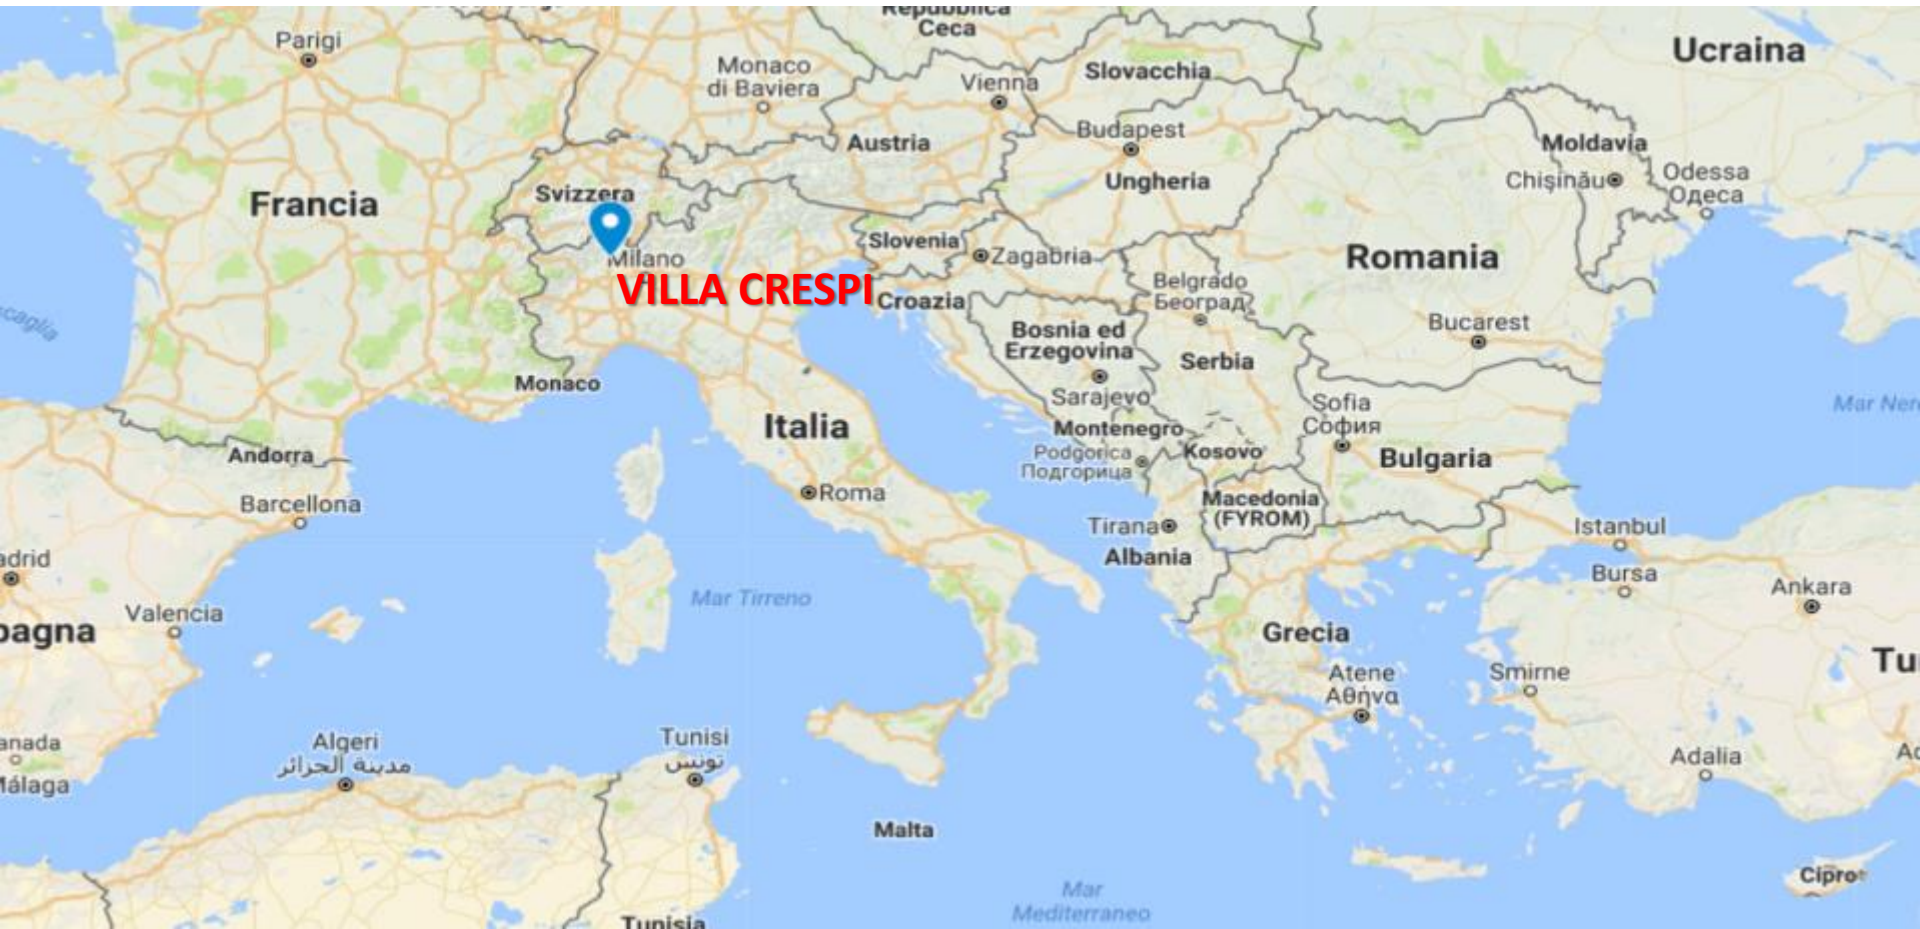 Repubblica
Ceca
Ucraina
Parigi
Monaco
di Baviera
Vienna
Slovacchia
Budapest
Austria
Moldavia
Ungheria
Chișinău
Odessa
Одеса
Svizzera
Francia
Slovenia
Zagabria
Romania
Milano
VILLA CRESPI
Croazia
Belgrado
Београд
Bosnia ed
Erzegovina
Serbia
Bucarest
scaglia
Monaco
Sarajevo
Sofia
София
Mar Nero
Italia
Montenegro
Andorra
Podgorica
Подгорица
Kosovo
Bulgaria
Barcellona
Roma
Macedonia
(FYROM)
Tirana
Istanbul
Albania
adrid
Bursa
Ankara
Mar Tirreno
Valencia
pagna
Grecia
Tu
Atene
Αθήνα
Smirne
anada
Algeri
مدينة الجزائر
Tunisi
تونس
Adalia
Málaga
Malta
Cipro
Mar
Mediterraneo
Tunisia